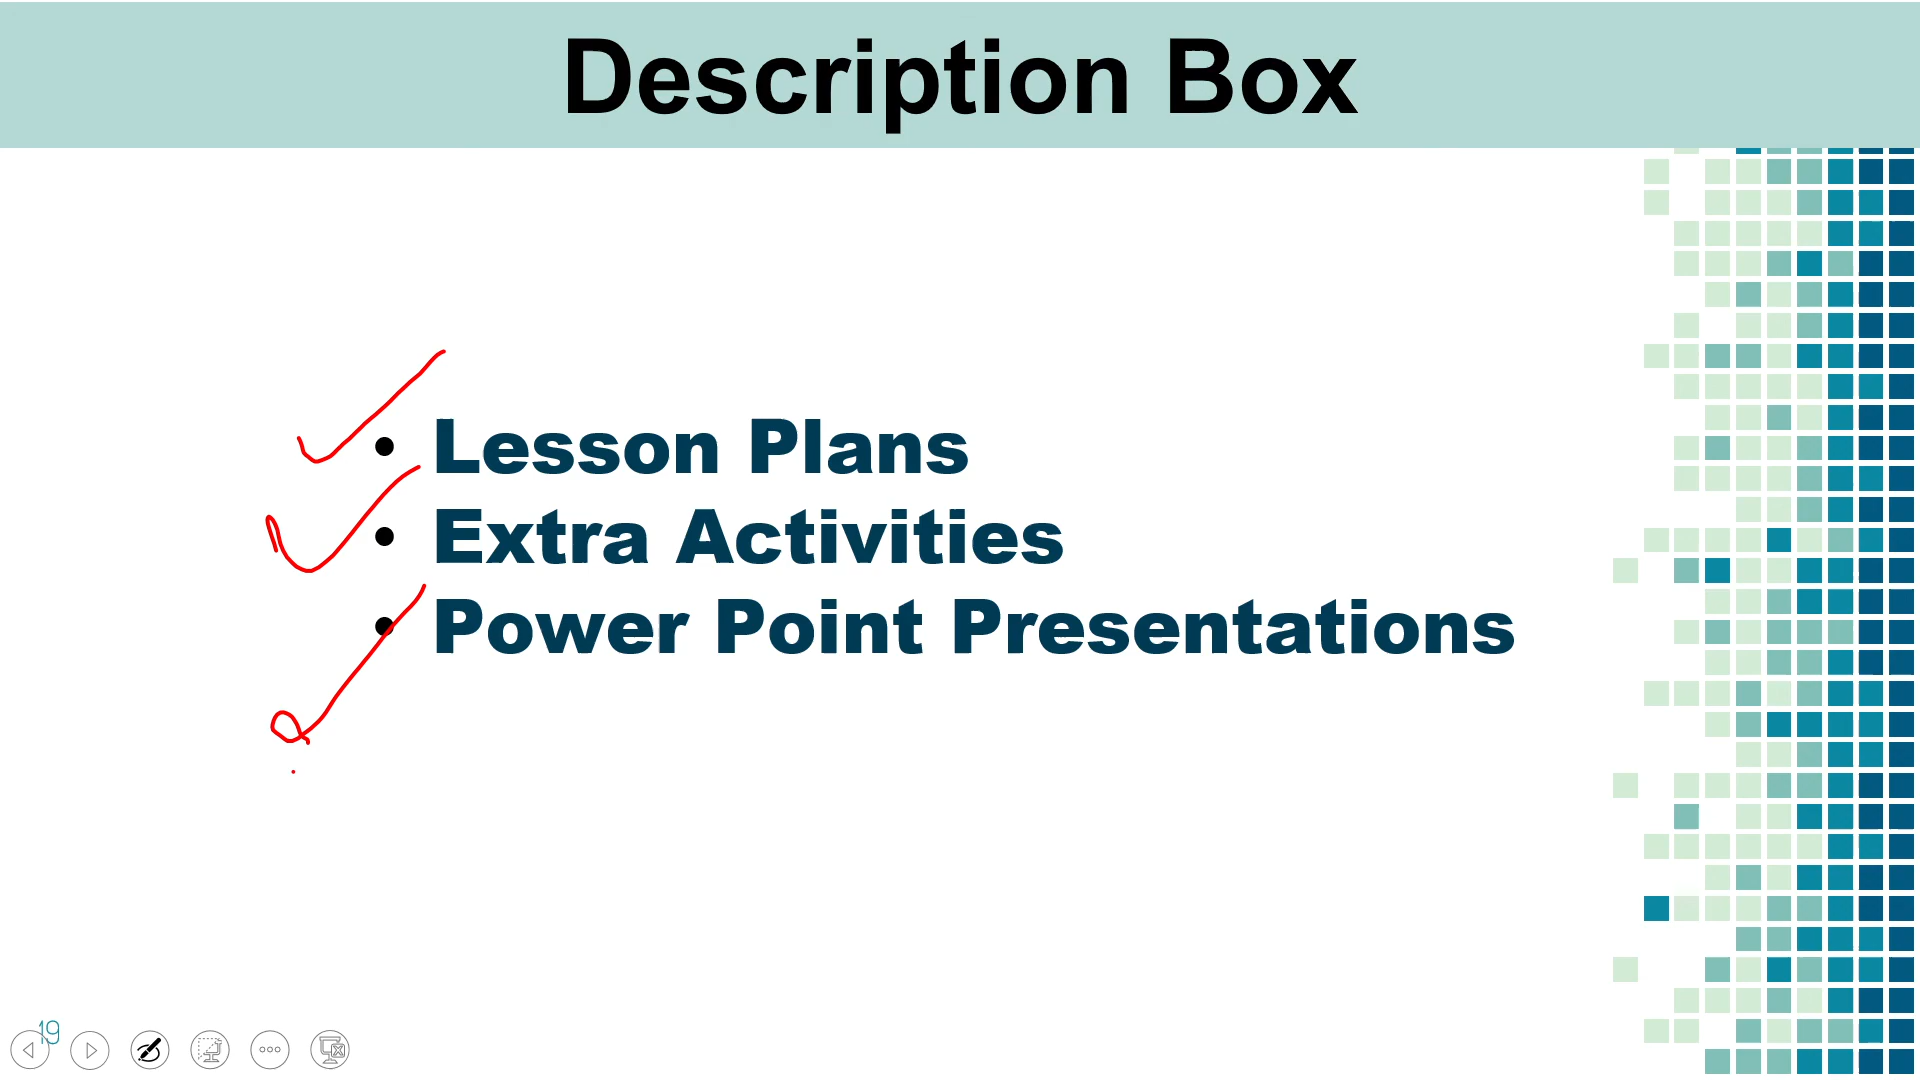 Description Box
• Lesson Plans
• Extra Activities
• Power Point Presentations
19